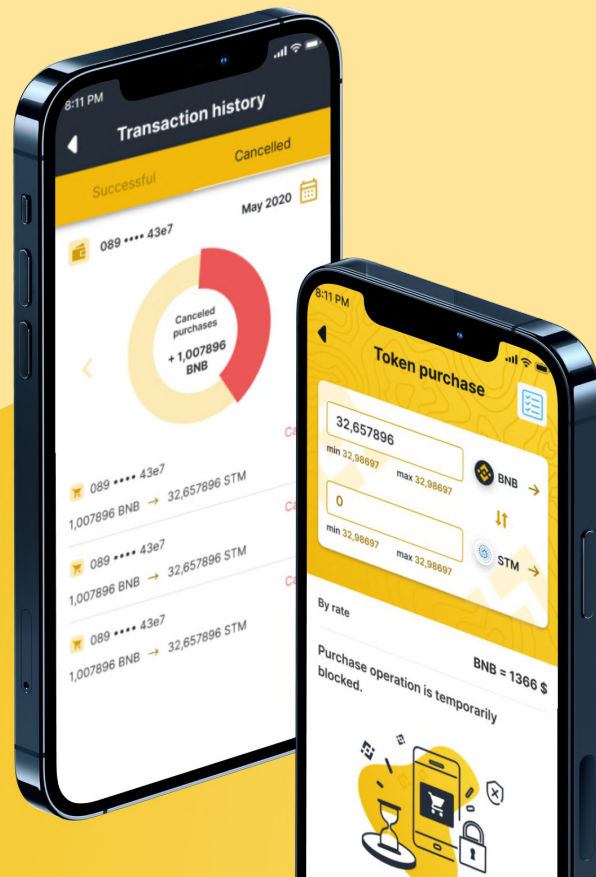 8:11 PM
Transaction history
Successful
Cancelled
May 2020
089 •••• 43e7
Canceled
purchases
+ 1,007896
BNB
089 •••• 43e7
1,007896 BNB → 32,657896 STM
089 •••• 43e7
1,007896 BNB → 32,657896 STM
089 •••• 43e7
1,007896 BNB → 32,657896 STM
8:11 PM
Token purchase
32,657896
BNB →
min 32,98697
max 32,98697
0
STM →
min 32,98697
max 32,98697
By rate
BNB = 1366 $
Purchase operation is temporarily
blocked.